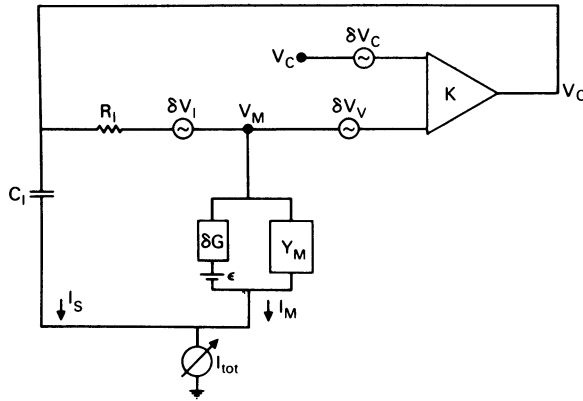 δV_C
V_C
K
V_O
R_I
δV_I
V_M
δV_V
C_I
δG
Y_M
ε
I_S
I_M
I_tot